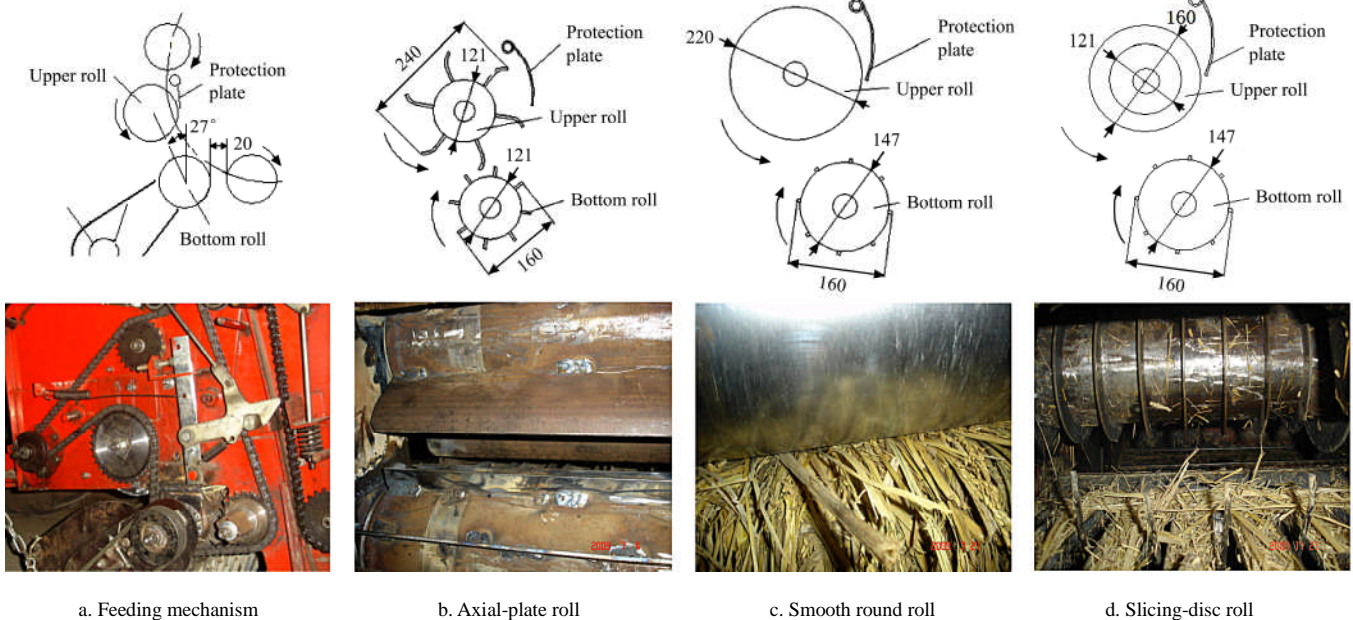 Upper roll
Protection
plate
27°
20
Bottom roll
240
121
Protection
plate
Upper roll
121
Bottom roll
160
220
Protection
plate
Upper roll
147
Bottom roll
160
160
121
Protection
plate
Upper roll
147
Bottom roll
160
a. Feeding mechanism
b. Axial-plate roll
c. Smooth round roll
d. Slicing-disc roll